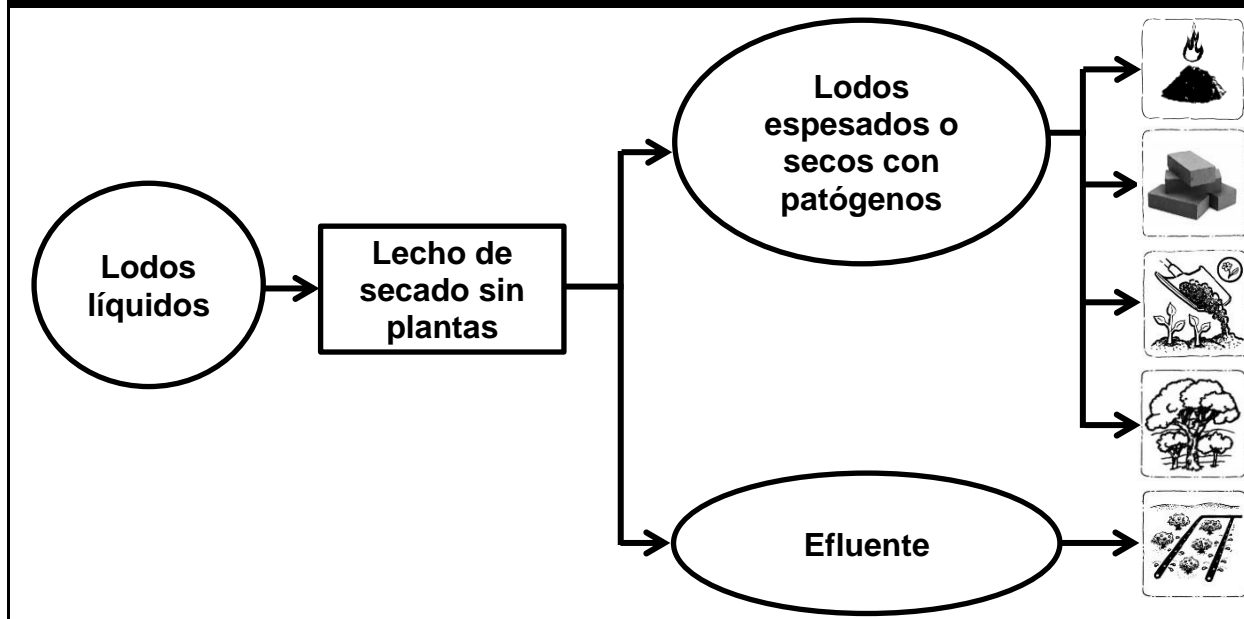 Lodos
líquidos
Lecho de
secado sin
plantas
Lodos
espesados o
secos con
patógenos
Efluente